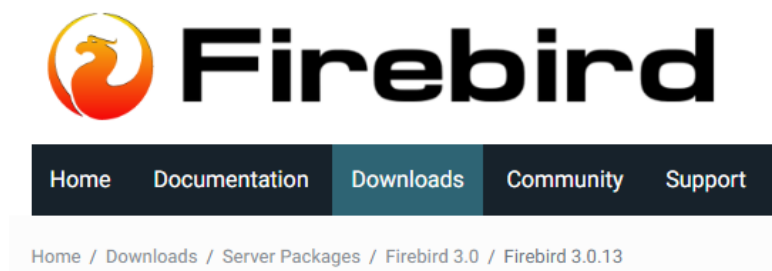 Firebird
Home Documentation Downloads Community Support
Home / Downloads / Server Packages / Firebird 3.0 / Firebird 3.0.13